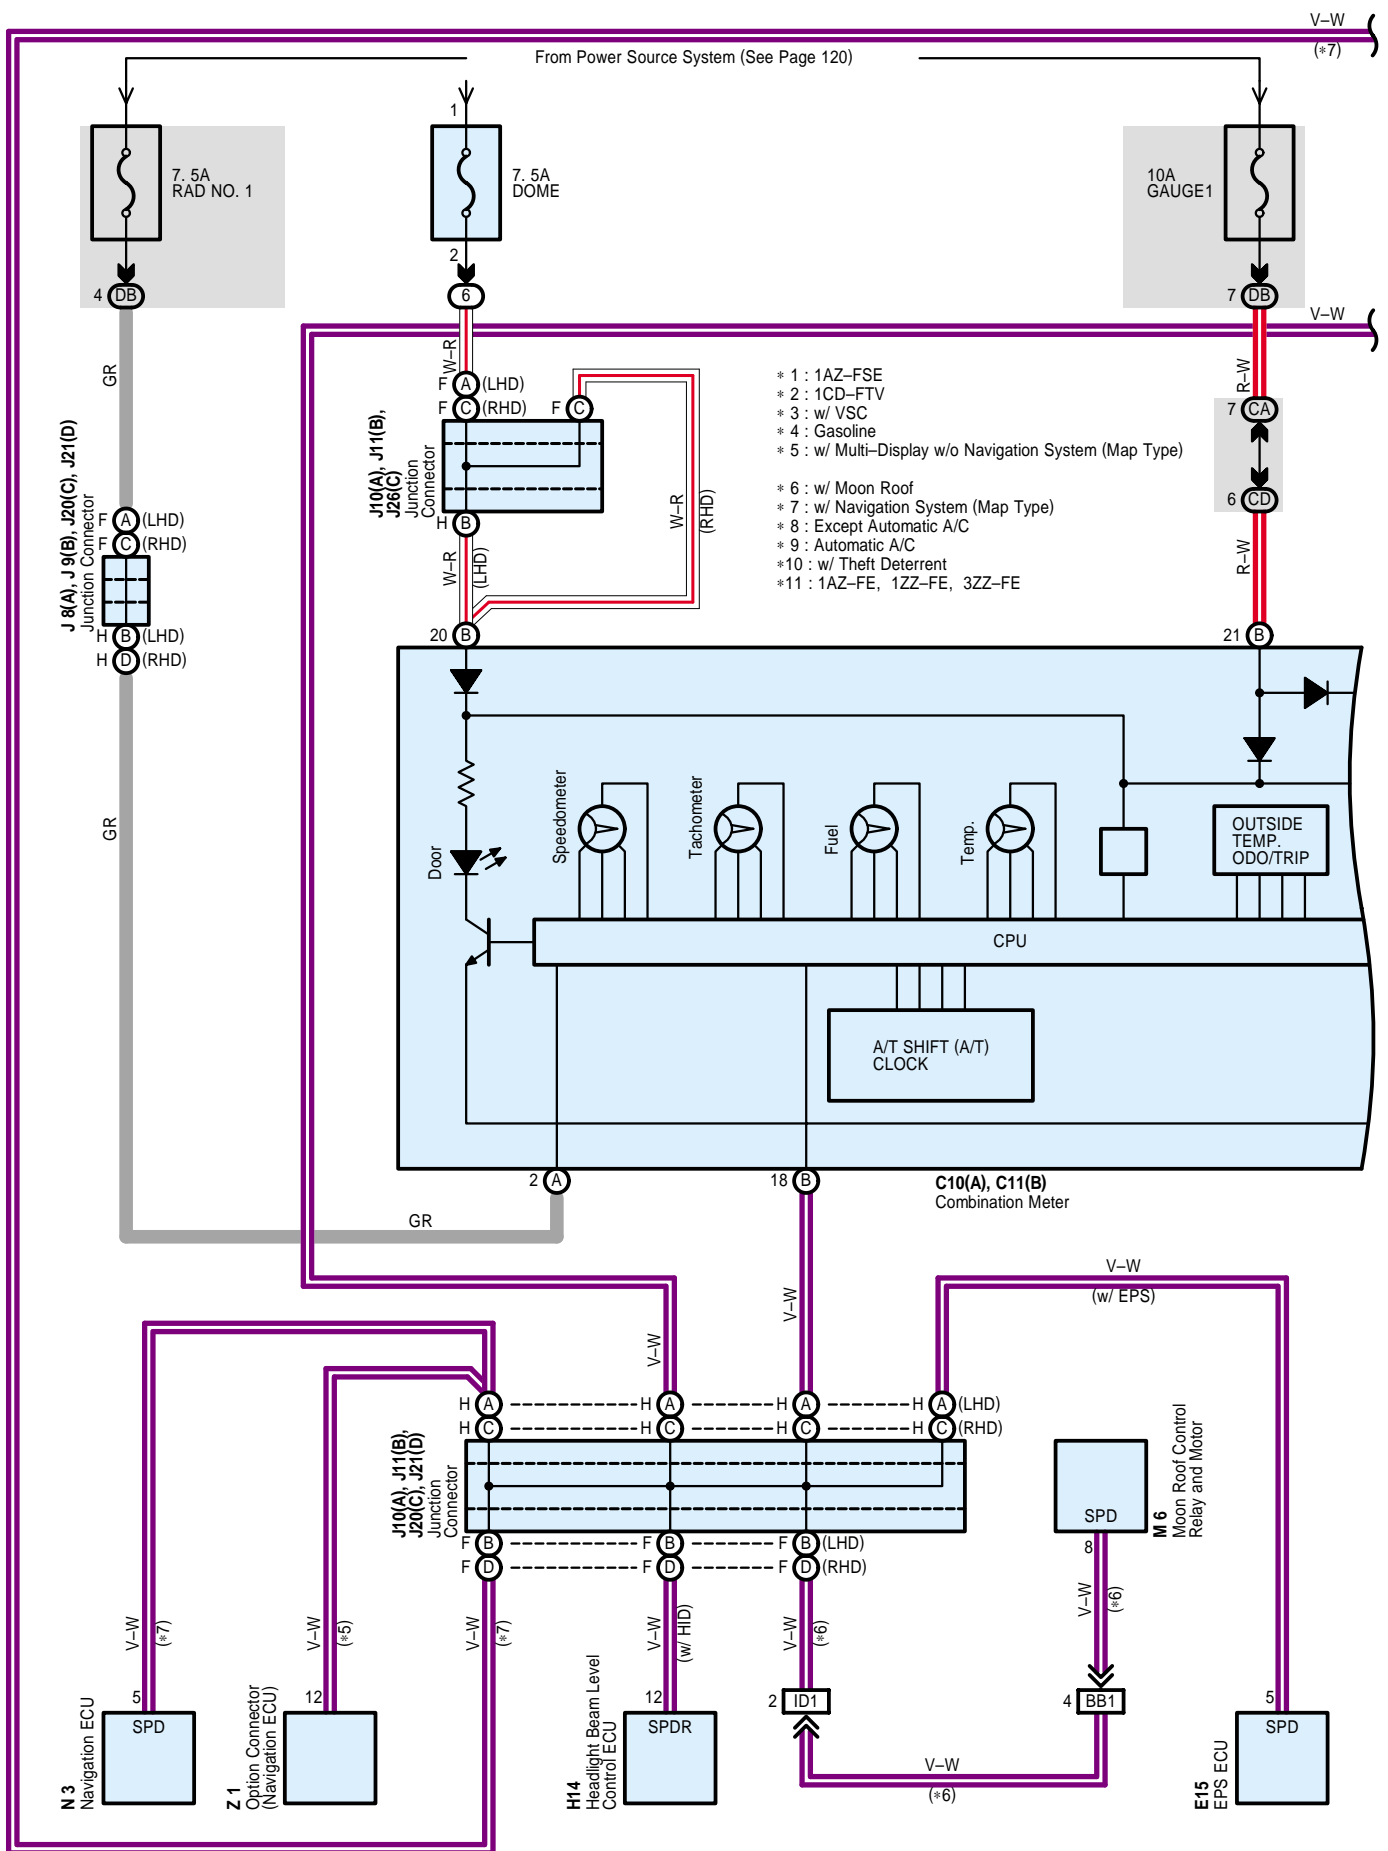 V–W
(∗7)
From Power Source System (See Page 120)
7. 5A
RAD NO. 1
1
7. 5A
DOME
2
10A
GAUGE1
4 DB
6
7 DB
V–W
GR
W–R
R–W
F A (LHD)
F C (RHD)
F C
7 CA
6 CD
R–W
J10(A), J11(B),
J26(C)
Junction
Connector
H B
W–R
(LHD)
W–R
(RHD)
∗ 1 : 1AZ–FSE
∗ 2 : 1CD–FTV
∗ 3 : w/ VSC
∗ 4 : Gasoline
∗ 5 : w/ Multi–Display w/o Navigation System (Map Type)
∗ 6 : w/ Moon Roof
∗ 7 : w/ Navigation System (Map Type)
∗ 8 : Except Automatic A/C
∗ 9 : Automatic A/C
∗10 : w/ Theft Deterrent
∗11 : 1AZ–FE, 1ZZ–FE, 3ZZ–FE
J 8(A), J 9(B), J20(C), J21(D)
Junction Connector
F A (LHD)
F C (RHD)
H B (LHD)
H D (RHD)
20 B
21 B
GR
Door
Speedometer
Tachometer
Fuel
Temp.
OUTSIDE
TEMP.
ODO/TRIP
CPU
A/T SHIFT (A/T)
CLOCK
2 A
18 B
C10(A), C11(B)
Combination Meter
GR
V–W
V–W
V–W
(w/ EPS)
H A H A H A H A (LHD)
H C H C H C H C (RHD)
J10(A), J11(B),
J20(C), J21(D)
Junction
Connector
F B F B F B (LHD)
F D F D F D (RHD)
SPD
8
M 6
Moon Roof Control
Relay and Motor
V–W
(∗7)
V–W
(∗5)
V–W
(∗7)
V–W
(w/ HID)
V–W
(∗6)
V–W
(∗6)
5
SPD
N 3
Navigation ECU
12
Z 1
Option Connector
(Navigation ECU)
12
SPDR
H14
Headlight Beam Level
Control ECU
2 ID1
4 BB1
V–W
(∗6)
5
SPD
E15
EPS ECU